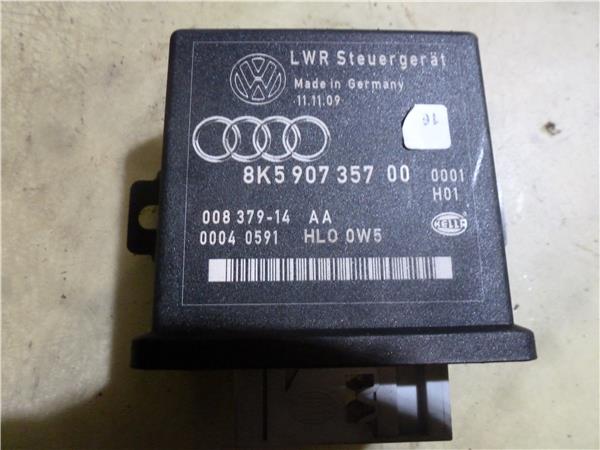 LWR Steuergerät
Made in Germany
11.11.09
16
8K5 907 357 00 0001
H01
008 379-14 AA
0004 0591 HLO 0W5
HELLA